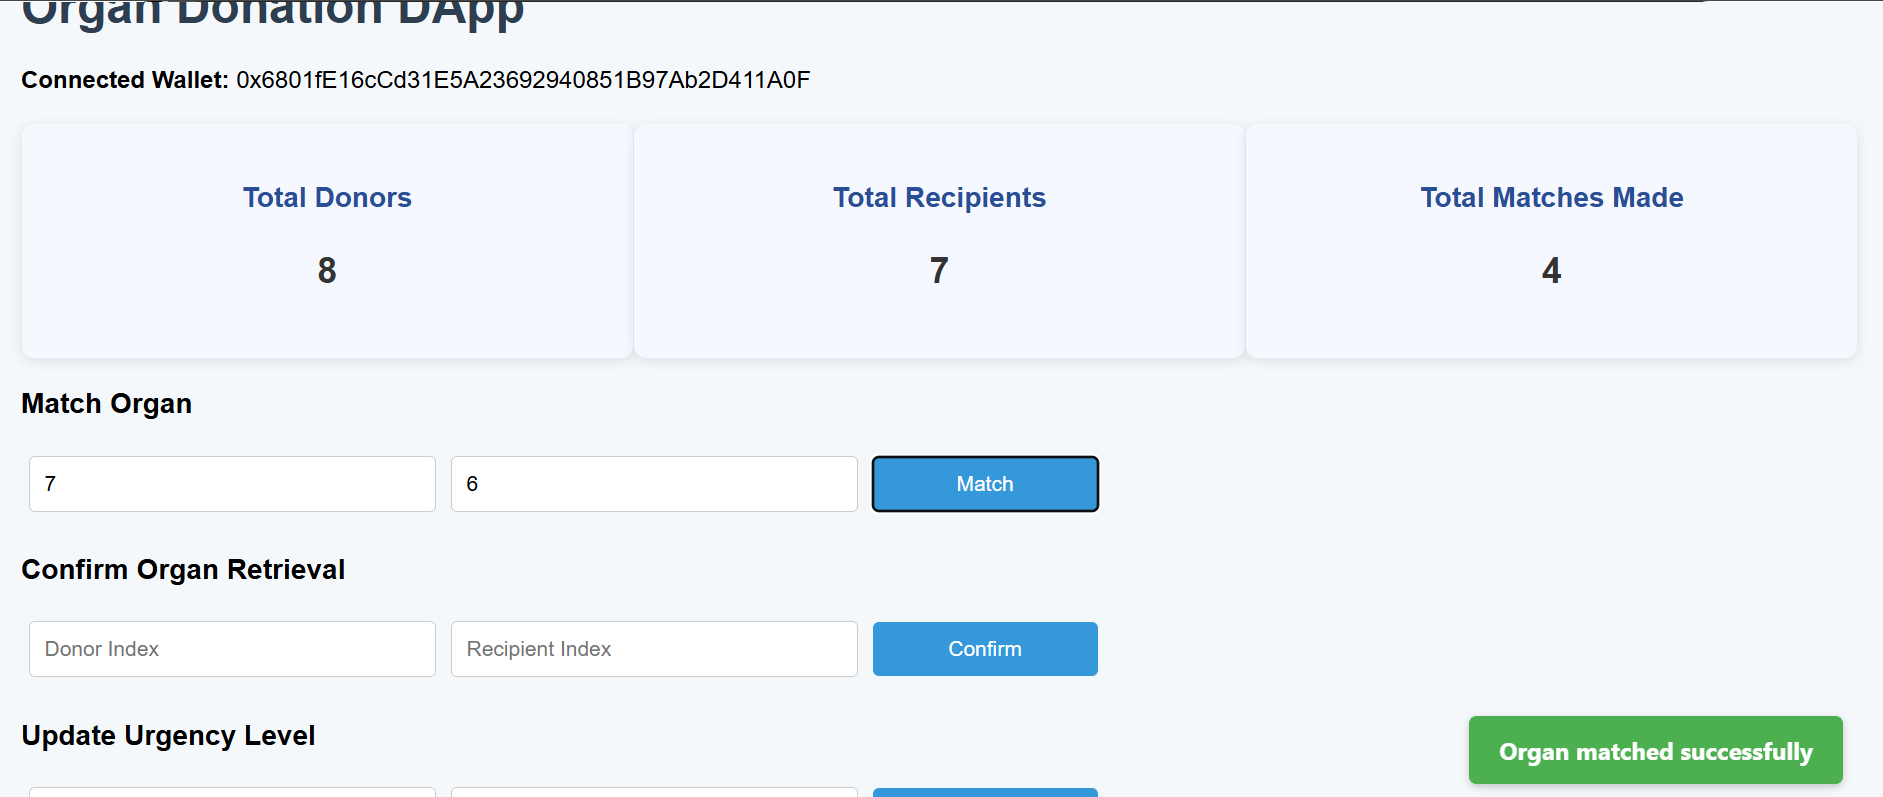 Organ Donation DApp
Connected Wallet: 0x6801fE16cCd31E5A23692940851B97Ab2D411A0F
Total Donors
Total Recipients
Total Matches Made
8
7
4
Match Organ
7
6
Match
Confirm Organ Retrieval
Donor Index
Recipient Index
Confirm
Update Urgency Level
Organ matched successfully